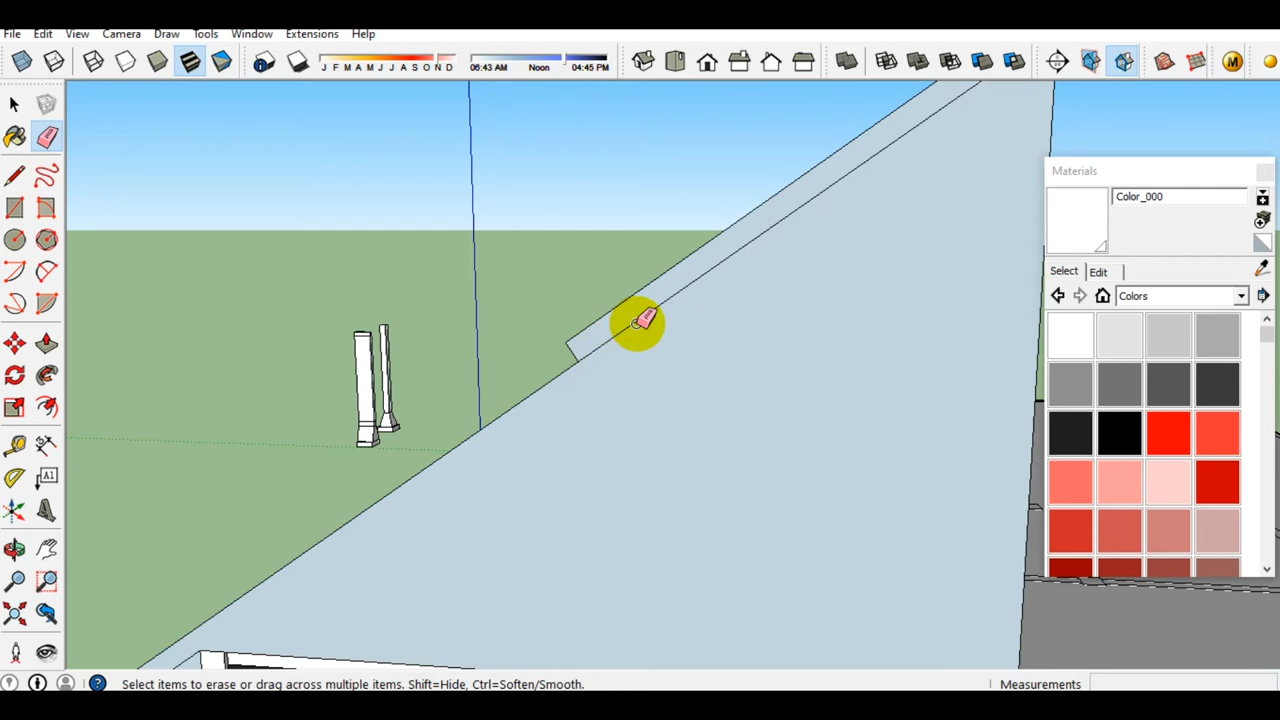 File Edit View Camera Draw Tools Window Extensions Help
J F M A M J J A S O N D 06:43 AM Noon 04:45 PM M
Materials
Color_000
Select Edit
Colors
A1
Select items to erase or drag across multiple items. Shift=Hide, Ctrl=Soften/Smooth. Measurements